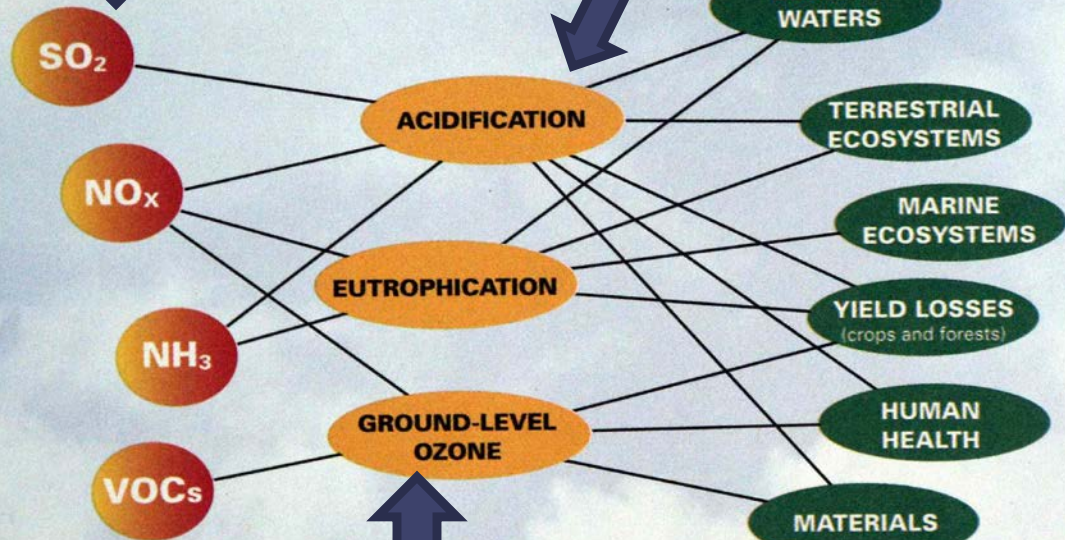 SO₂
NOx
NH₃
VOCs
ACIDIFICATION
EUTROPHICATION
GROUND-LEVEL
OZONE
WATERS
TERRESTRIAL
ECOSYSTEMS
MARINE
ECOSYSTEMS
YIELD LOSSES
(crops and forests)
HUMAN
HEALTH
MATERIALS